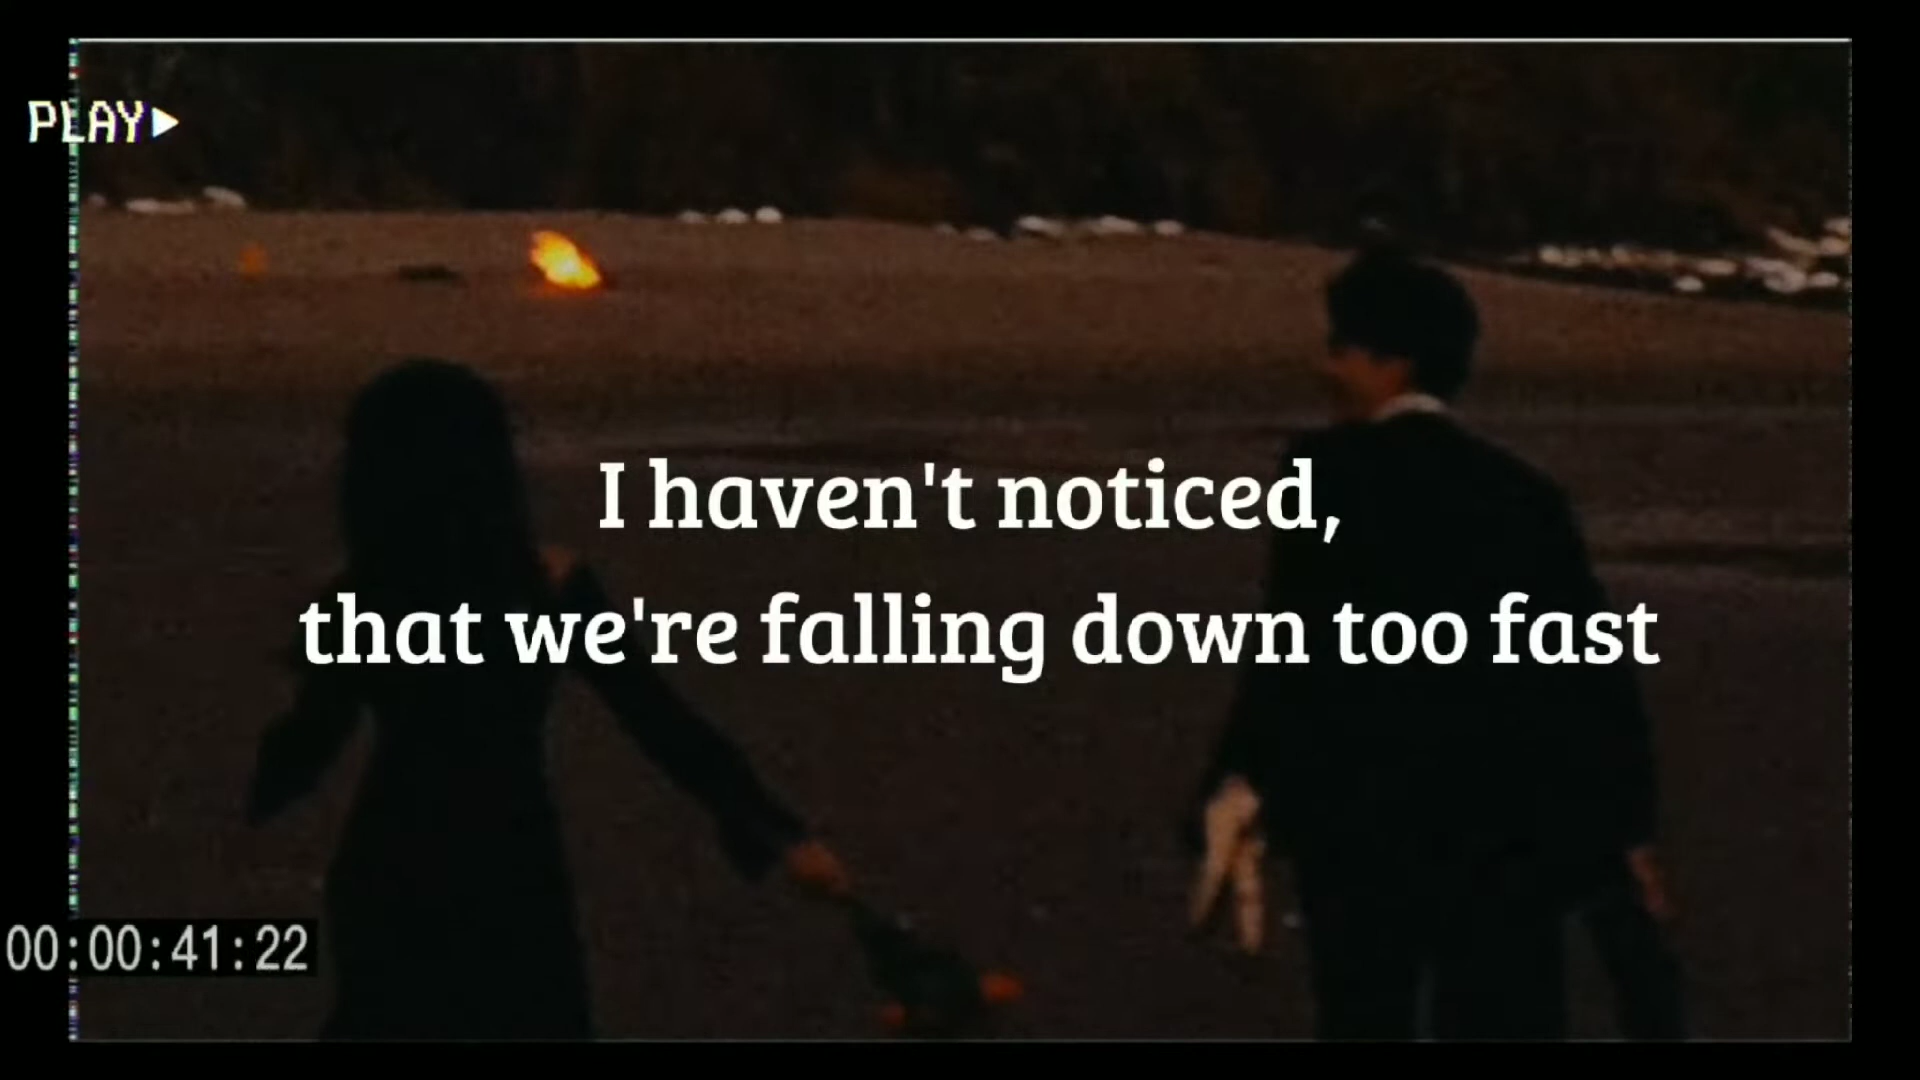 PLAY
I haven't noticed,
that we're falling down too fast
00:00:41:22